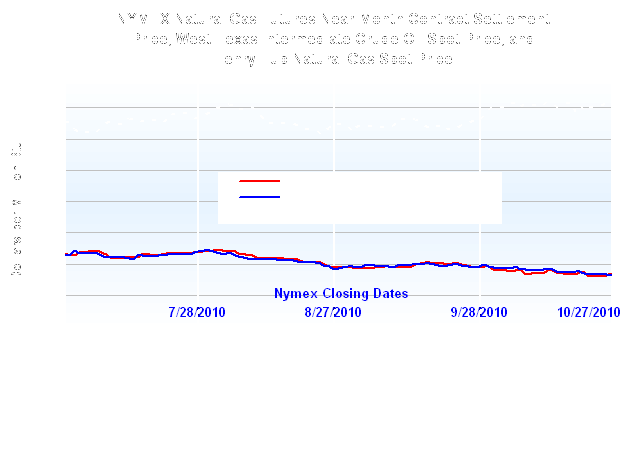 NYMEX Natural Gas Futures Near-Month Contract Settlement
Price, West Texas Intermediate Crude Oil Spot Price, and
Henry Hub Natural Gas Spot Price
Nymex Closing Dates
7/28/2010 8/27/2010 9/28/2010 10/27/2010